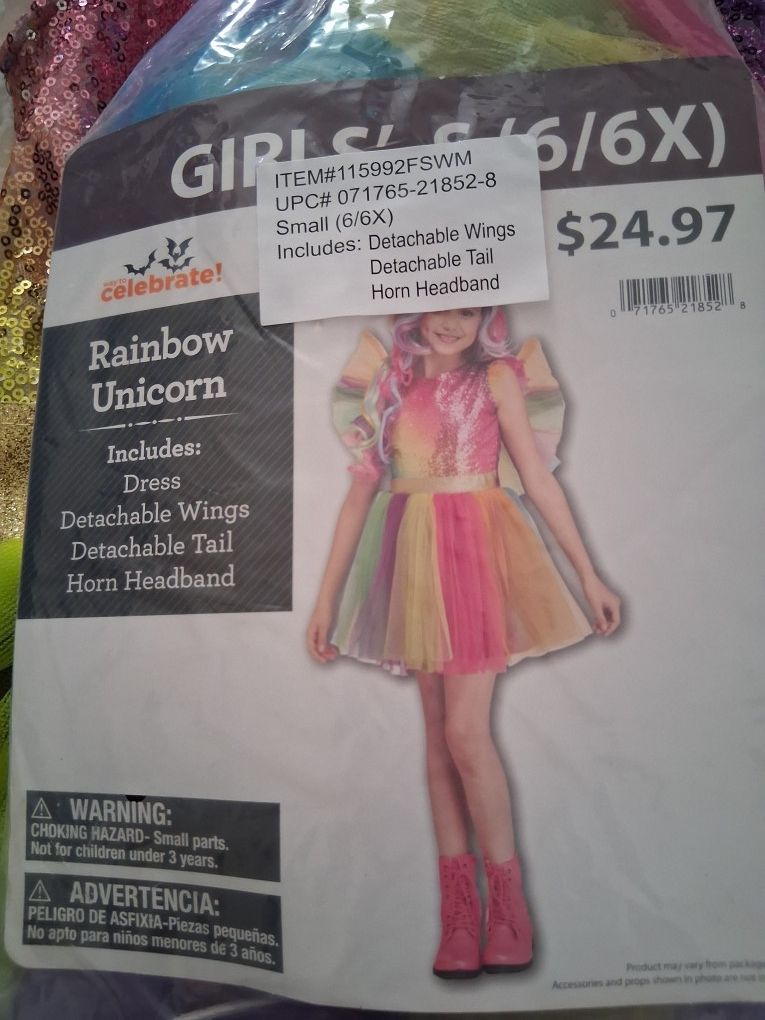 GIRLS' S (6/6X)
ITEM#115992FSWM
UPC# 071765-21852-8
Small (6/6X)
Includes: Detachable Wings
Detachable Tail
Horn Headband
$24.97
0 71765 21852 8
way to
celebrate!
Rainbow
Unicorn
Includes:
Dress
Detachable Wings
Detachable Tail
Horn Headband
WARNING:
CHOKING HAZARD- Small parts.
Not for children under 3 years.
ADVERTENCIA:
PELIGRO DE ASFIXIA-Piezas pequeñas.
No apto para niños menores de 3 años.
Product may vary from
Accessories and props shown in photo are not